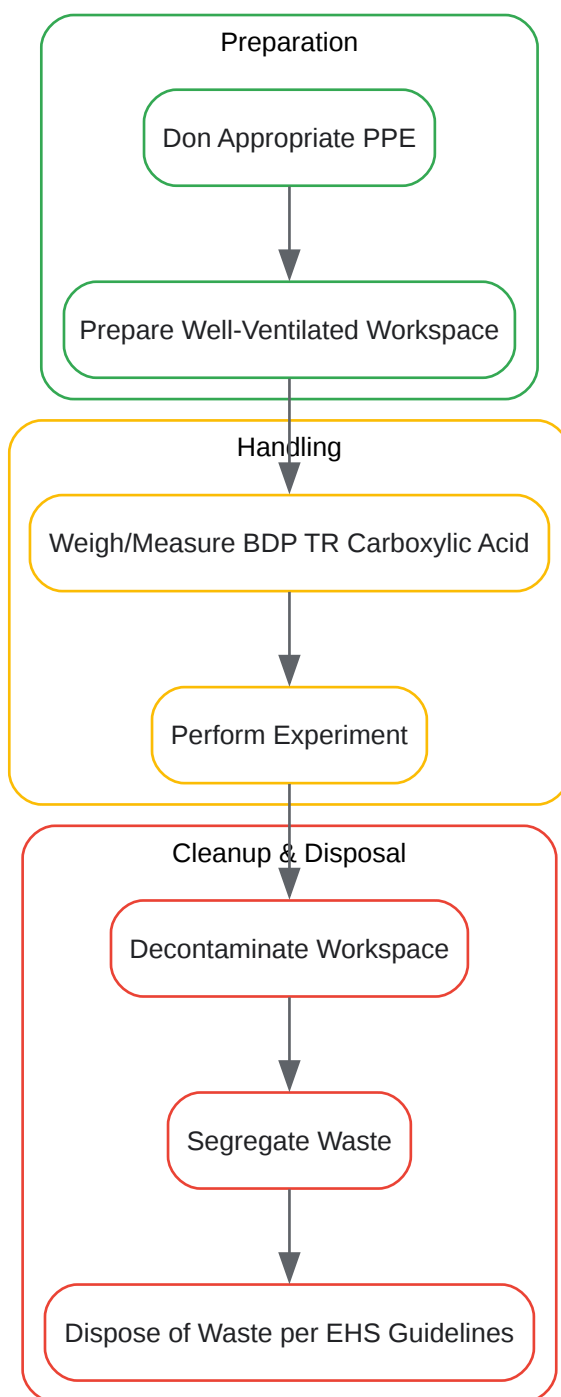 Preparation
Don Appropriate PPE
Prepare Well-Ventilated Workspace
Handling
Weigh/Measure BDP TR Carboxylic Acid
Perform Experiment
Cleanup & Disposal
Decontaminate Workspace
Segregate Waste
Dispose of Waste per EHS Guidelines